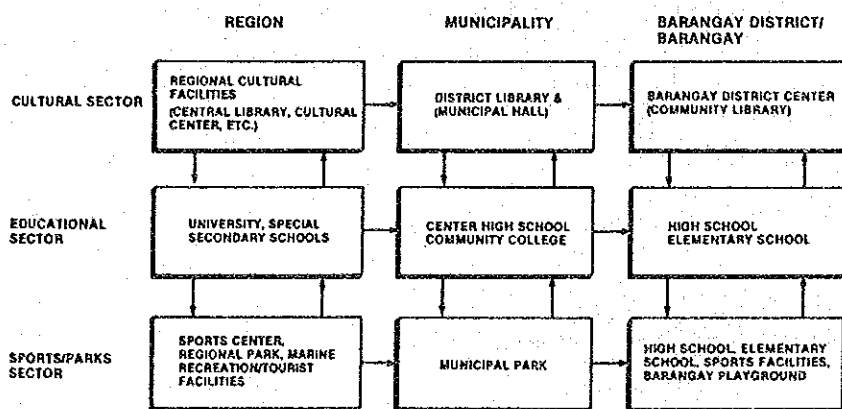 REGION
MUNICIPALITY
BARANGAY DISTRICT/
BARANGAY
CULTURAL SECTOR
REGIONAL CULTURAL
FACILITIES
(CENTRAL LIBRARY, CULTURAL
CENTER, ETC.)
DISTRICT LIBRARY &
(MUNICIPAL HALL)
BARANGAY DISTRICT CENTER
(COMMUNITY LIBRARY)
EDUCATIONAL
SECTOR
UNIVERSITY, SPECIAL
SECONDARY SCHOOLS
CENTER HIGH SCHOOL
COMMUNITY COLLEGE
HIGH SCHOOL
ELEMENTARY SCHOOL
SPORTS/PARKS
SECTOR
SPORTS CENTER,
REGIONAL PARK, MARINE
RECREATION/TOURIST
FACILITIES
MUNICIPAL PARK
HIGH SCHOOL, ELEMENTARY
SCHOOL, SPORTS FACILITIES,
BARANGAY PLAYGROUND